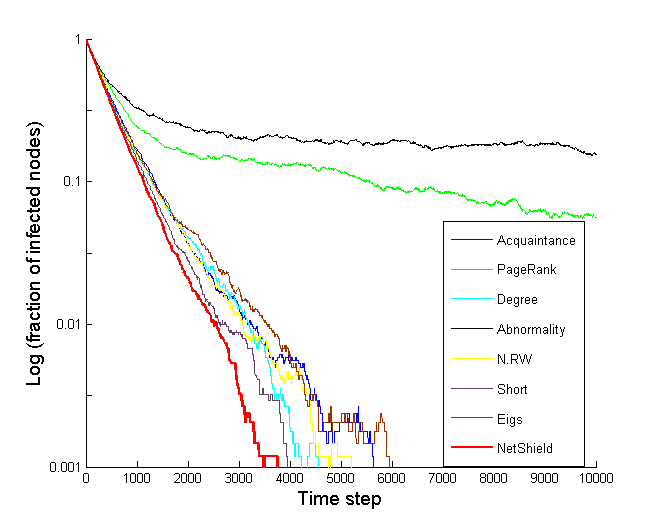 1
0.1
0.01
0.001
Log (fraction of infected nodes)
Acquaintance
PageRank
Degree
Abnormality
N.RW
Short
Eigs
NetShield
0 1000 2000 3000 4000 5000 6000 7000 8000 9000 10000
Time step